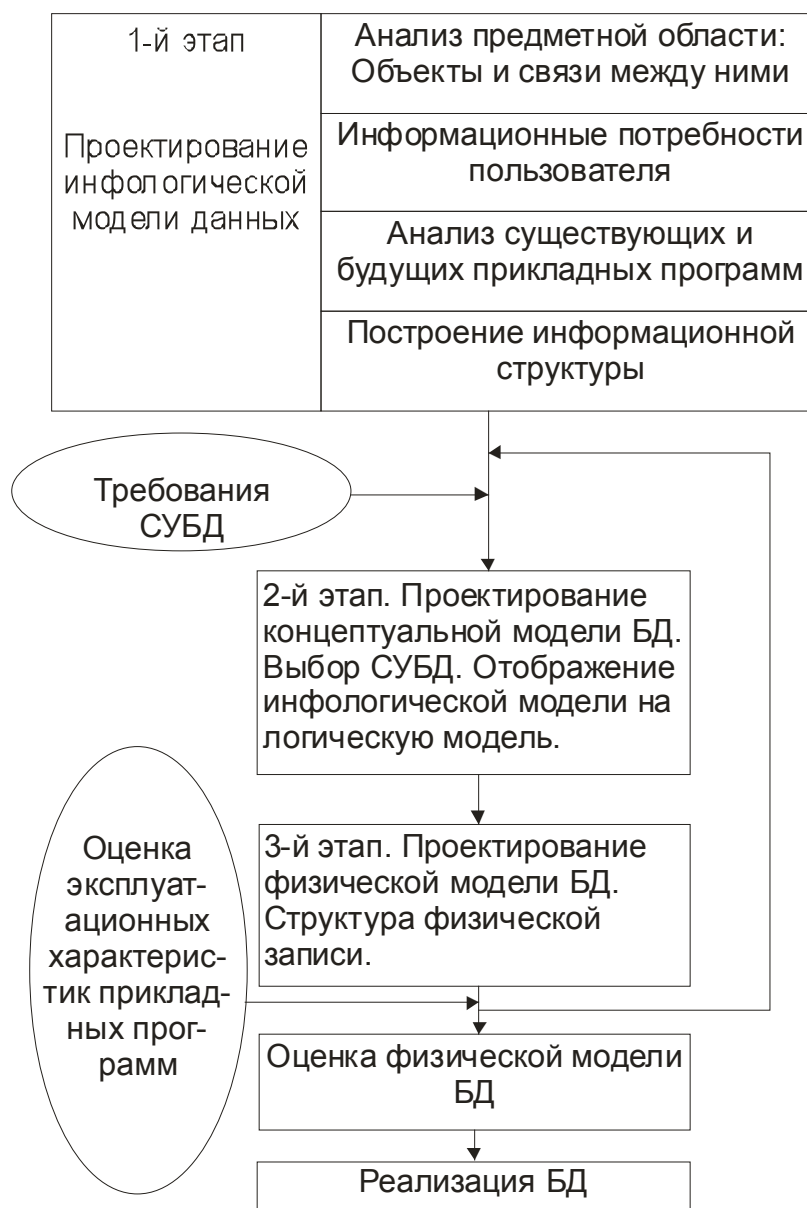 1-й этап
Проектирование
инфологической
модели данных
Анализ предметной области:
Объекты и связи между ними
Информационные потребности
пользователя
Анализ существующих и
будущих прикладных программ
Построение информационной
структуры
Требования
СУБД
2-й этап. Проектирование
концептуальной модели БД.
Выбор СУБД. Отображение
инфологической модели на
логическую модель.
Оценка
эксплуат-
ационных
характерис-
тик приклад-
ных прог-
рамм
3-й этап. Проектирование
физической модели БД.
Структура физической
записи.
Оценка физической модели
БД
Реализация БД